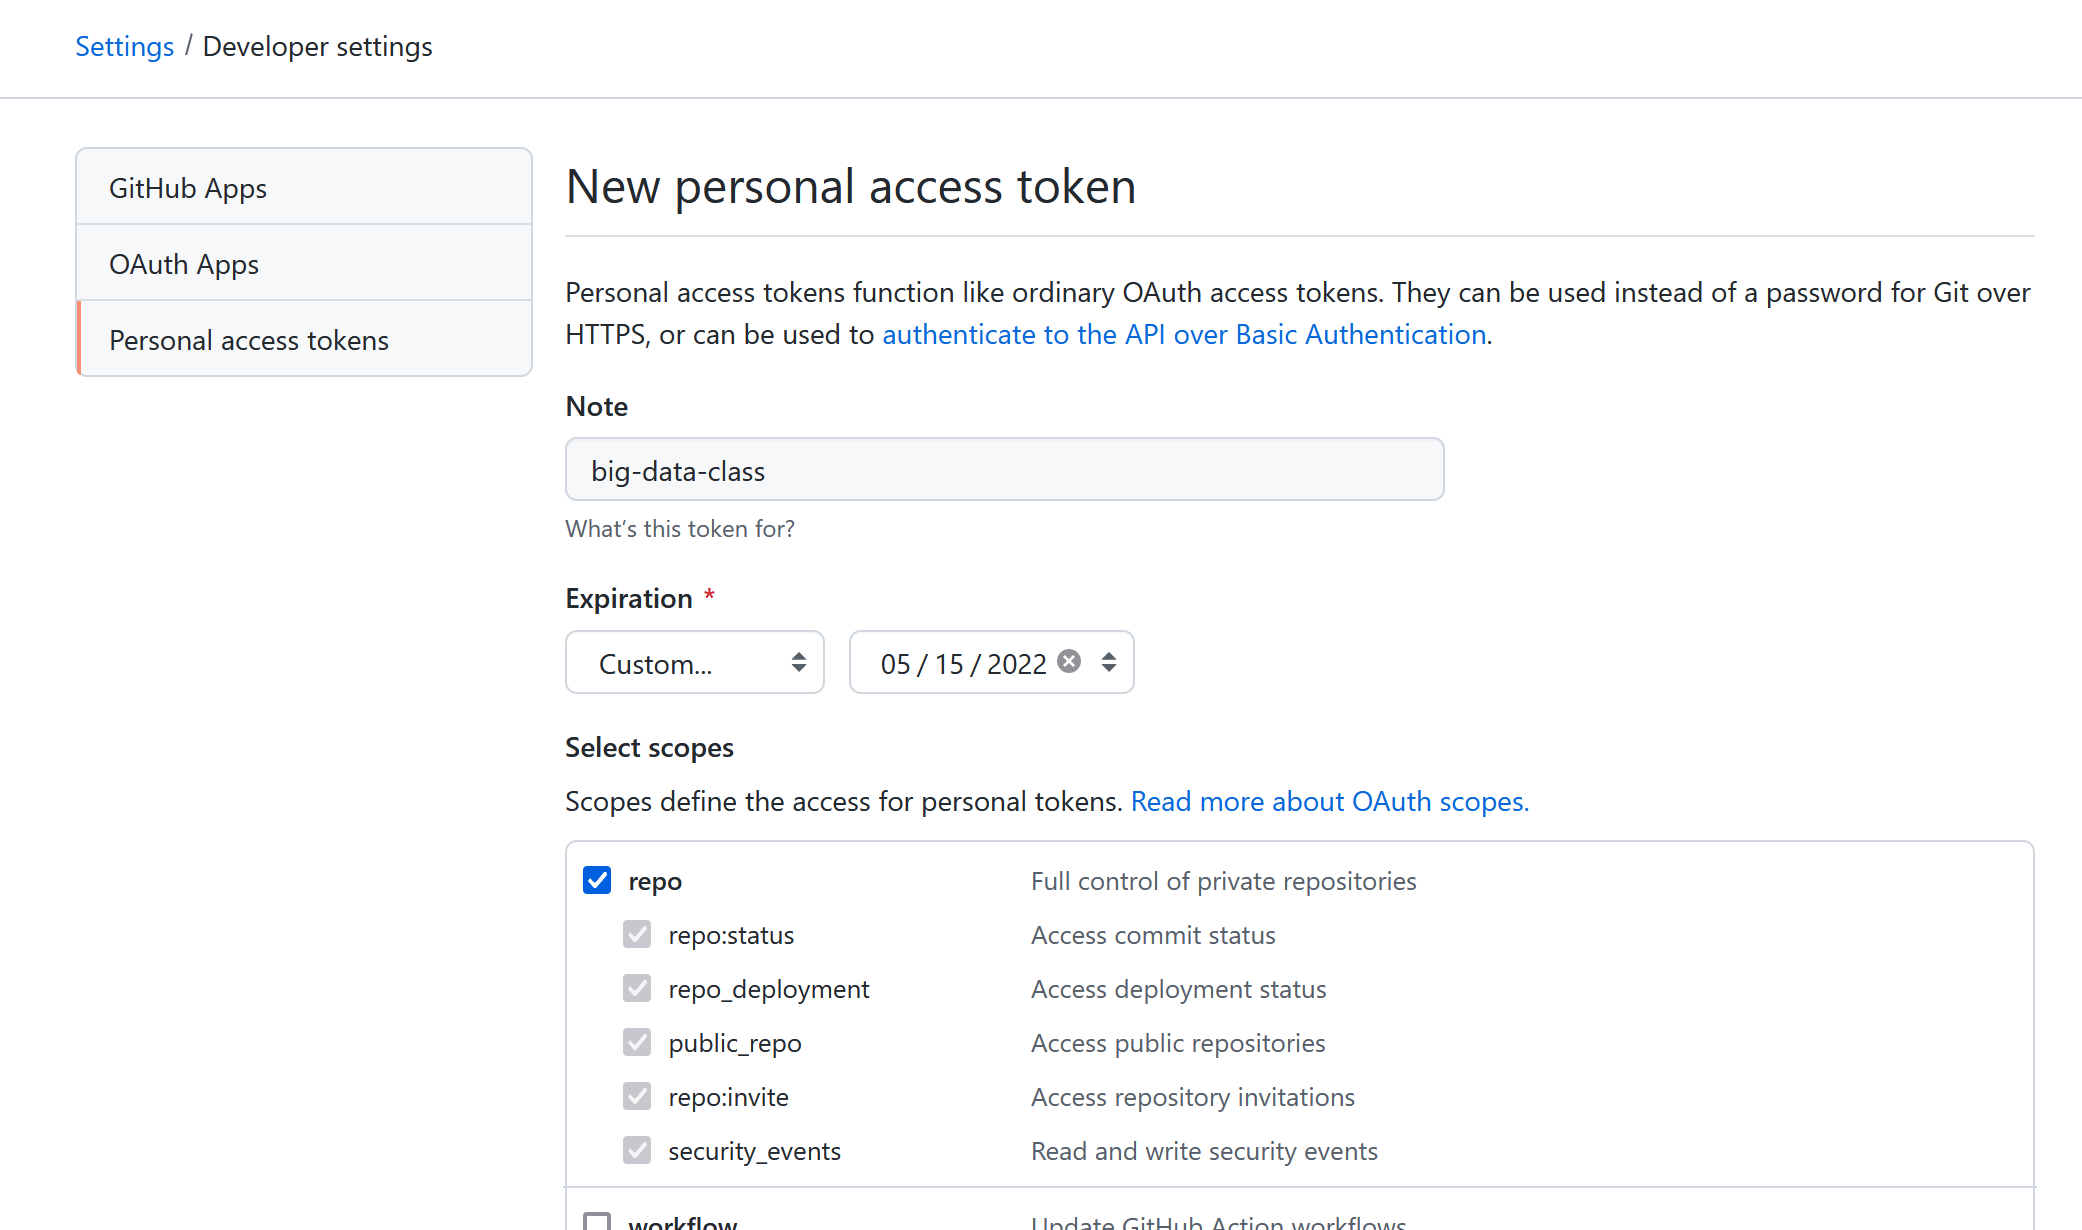 Settings / Developer settings
GitHub Apps
OAuth Apps
Personal access tokens
New personal access token
Personal access tokens function like ordinary OAuth access tokens. They can be used instead of a password for Git over
HTTPS, or can be used to authenticate to the API over Basic Authentication.
Note
big-data-class
What's this token for?
Expiration *
Custom... 05 / 15 / 2022
Select scopes
Scopes define the access for personal tokens. Read more about OAuth scopes.
repo Full control of private repositories
repo:status Access commit status
repo_deployment Access deployment status
public_repo Access public repositories
repo:invite Access repository invitations
security_events Read and write security events
workflow Update GitHub Action workflows